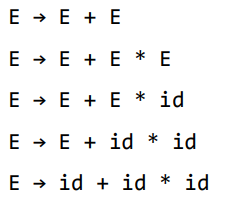 E → E + E
E → E + E * E
E → E + E * id
E → E + id * id
E → id + id * id